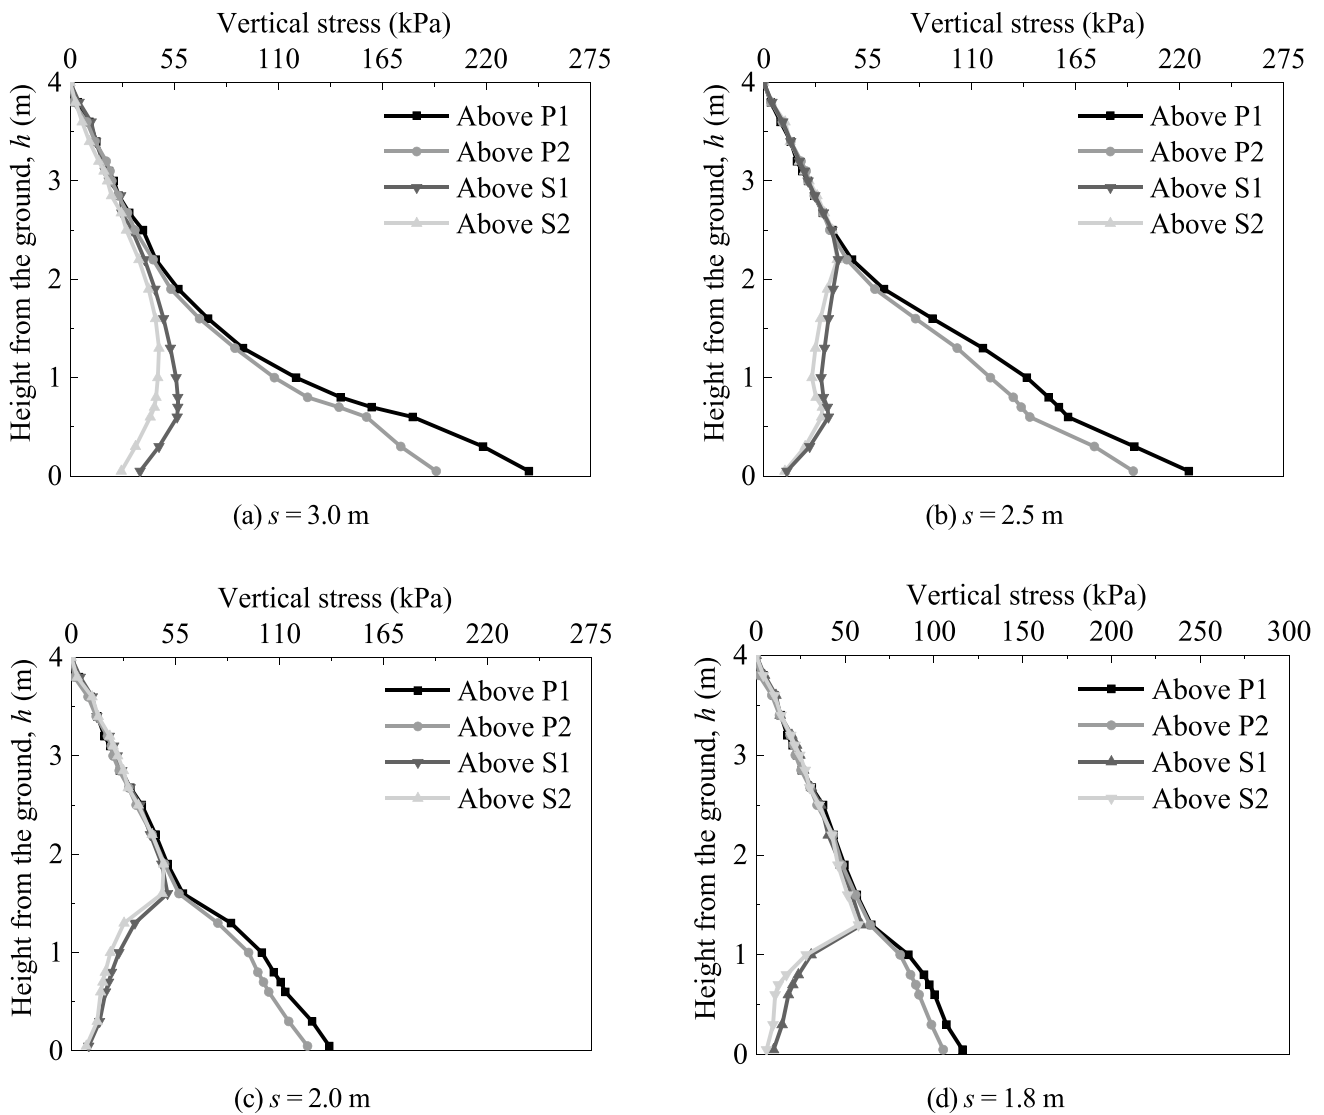 Vertical stress (kPa)
0 55 110 165 220 275
4
3
2
1
0
Height from the ground, h (m)
Above P1
Above P2
Above S1
Above S2
(a) s = 3.0 m
Vertical stress (kPa)
0 55 110 165 220 275
4
3
2
1
0
Height from the ground, h (m)
Above P1
Above P2
Above S1
Above S2
(b) s = 2.5 m
Vertical stress (kPa)
0 55 110 165 220 275
4
3
2
1
0
Height from the ground, h (m)
Above P1
Above P2
Above S1
Above S2
(c) s = 2.0 m
Vertical stress (kPa)
0 50 100 150 200 250 300
4
3
2
1
0
Height from the ground, h (m)
Above P1
Above P2
Above S1
Above S2
(d) s = 1.8 m